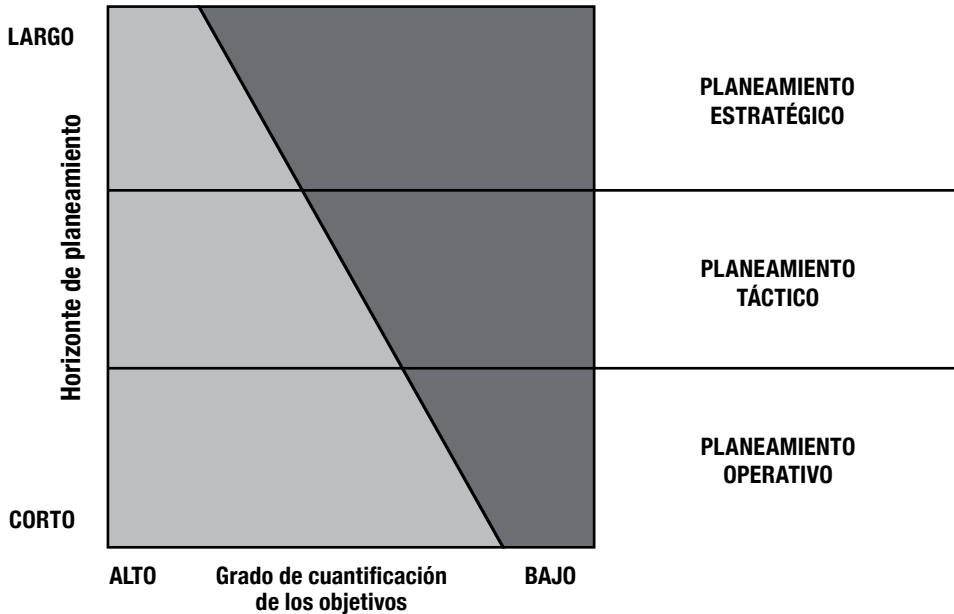 LARGO
PLANEAMIENTO
ESTRATÉGICO
Horizonte de planeamiento
PLANEAMIENTO
TÁCTICO
PLANEAMIENTO
OPERATIVO
CORTO
ALTO
Grado de cuantificación
de los objetivos
BAJO